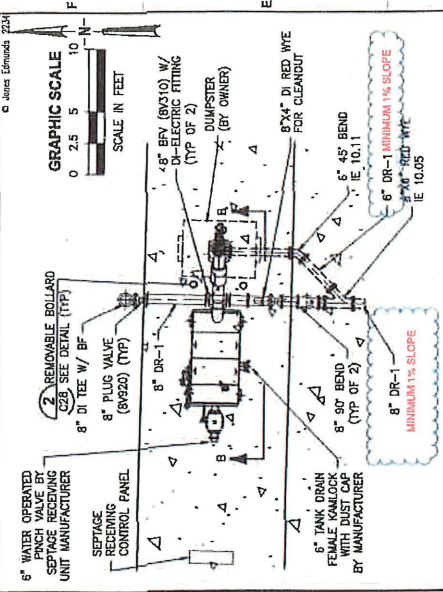 © Jones Edmunds 2234
F
E
GRAPHIC SCALE
0 2.5 5 10
SCALE IN FEET
-N-
2
C28
REMOVABLE BOLLARD
SEE DETAIL (TYP)
8" DI TEE W/ BF
8" PLUG VALVE
(8V920) (TYP)
8" DR-1
6" WATER OPERATED
PINCH VALVE BY
SEPTAGE RECEIVING
UNIT MANUFACTURER
SEPTAGE
RECEIVING
CONTROL PANEL
8" BFV (8V310) W/
DI-ELECTRIC FITTING
(TYP OF 2)
DUMPSTER
(BY OWNER)
B
B
8"X4" DI RED WYE
FOR CLEANOUT
6" 45° BEND
IE 10.11
6" DR-1 MINIMUM 1% SLOPE
RED WYE
IE 10.05
8" 90° BEND
(TYP OF 2)
8" DR-1
MINIMUM 1% SLOPE
6" TANK DRAIN
FEMALE KAMLOCK
WITH DUST CAP
BY MANUFACTURER